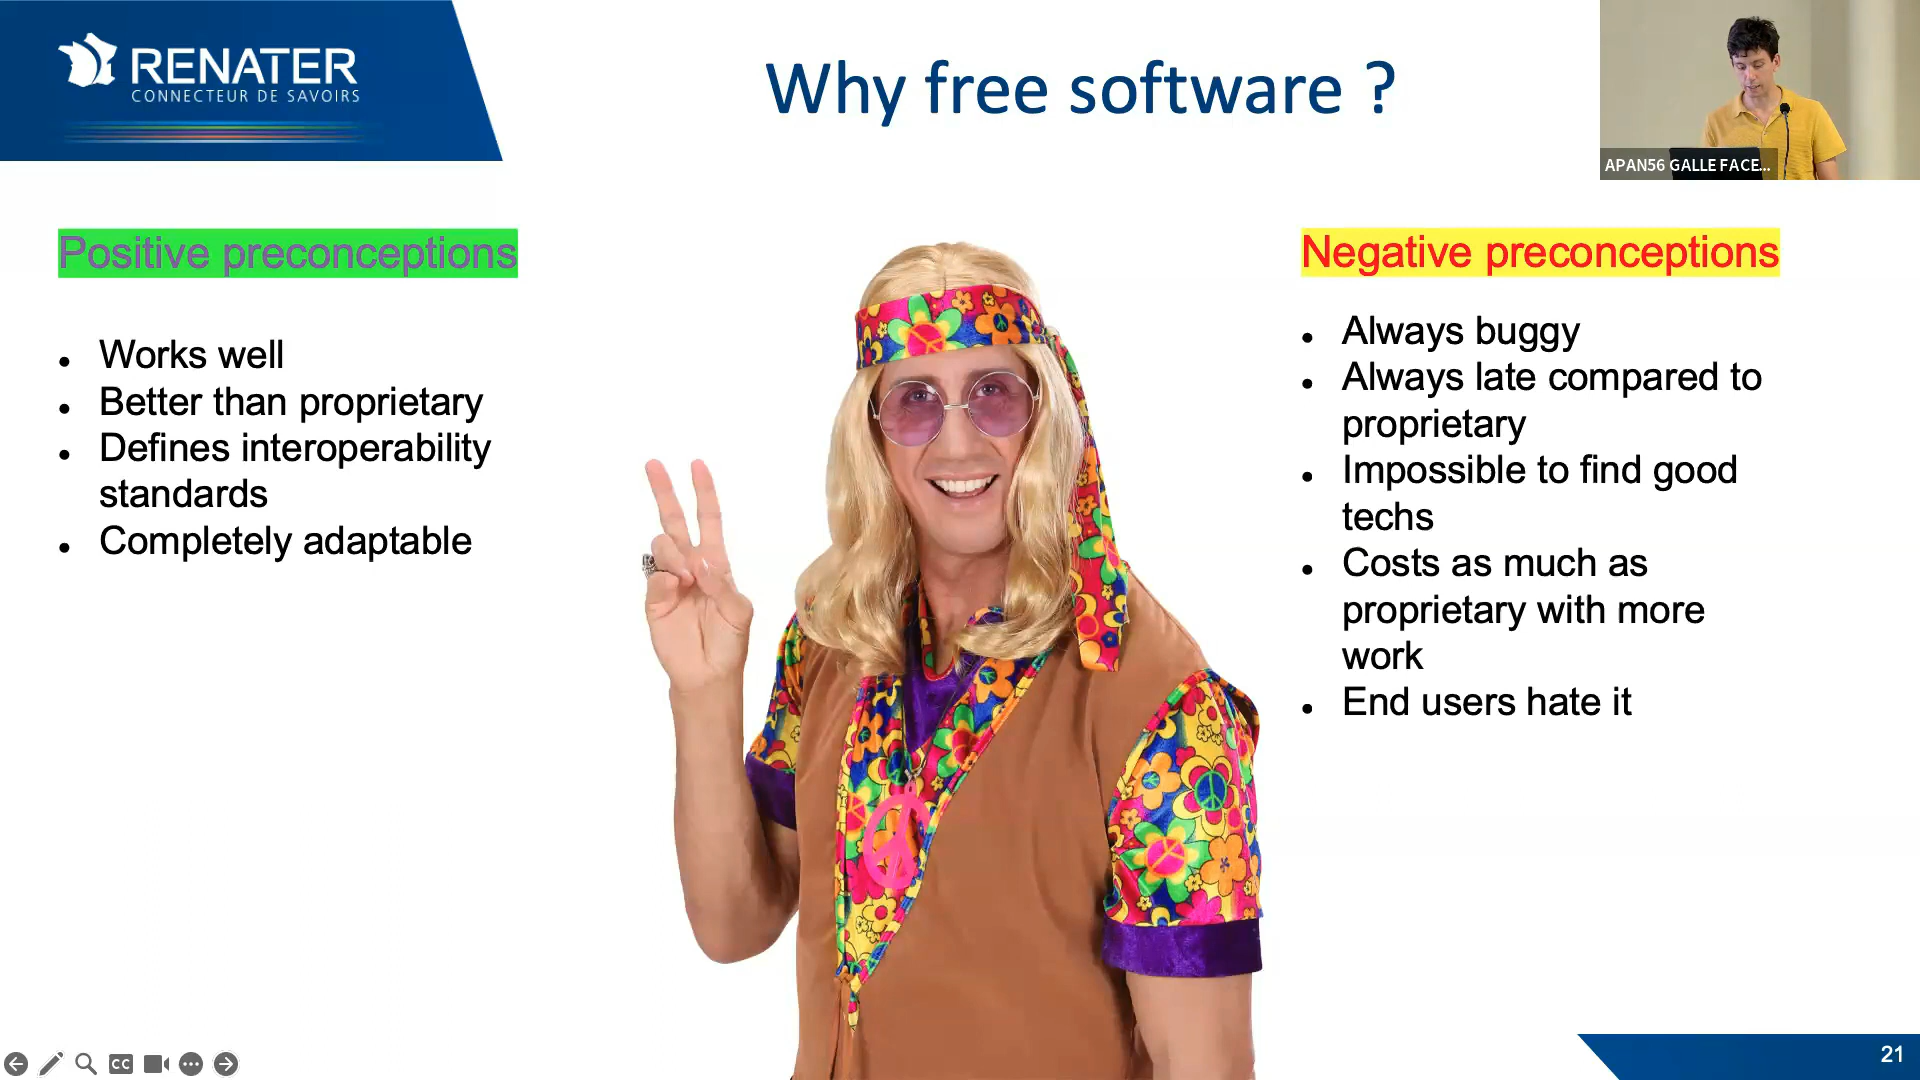 RENATER
CONNECTEUR DE SAVOIRS
Why free software ?
APAN56 GALLE FACE...
Positive preconceptions
Works well
Better than proprietary
Defines interoperability
standards
Completely adaptable
Negative preconceptions
Always buggy
Always late compared to
proprietary
Impossible to find good
techs
Costs as much as
proprietary with more
work
End users hate it
CC
21